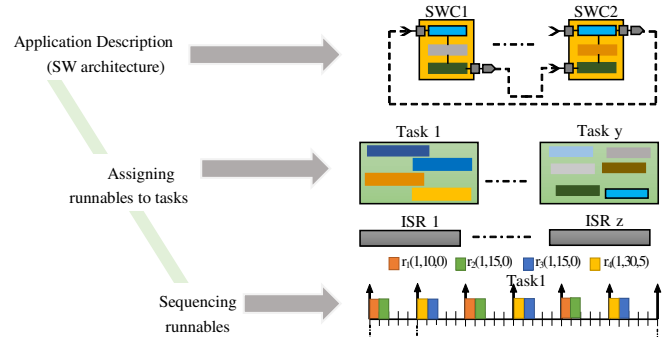 SWC1
SWC2
Application Description
(SW architecture)
Task 1
Task y
Assigning
runnables to tasks
ISR 1
ISR z
r1(1,10,0) r2(1,15,0) r3(1,15,0) r4(1,30,5)
Task1
Sequencing
runnables